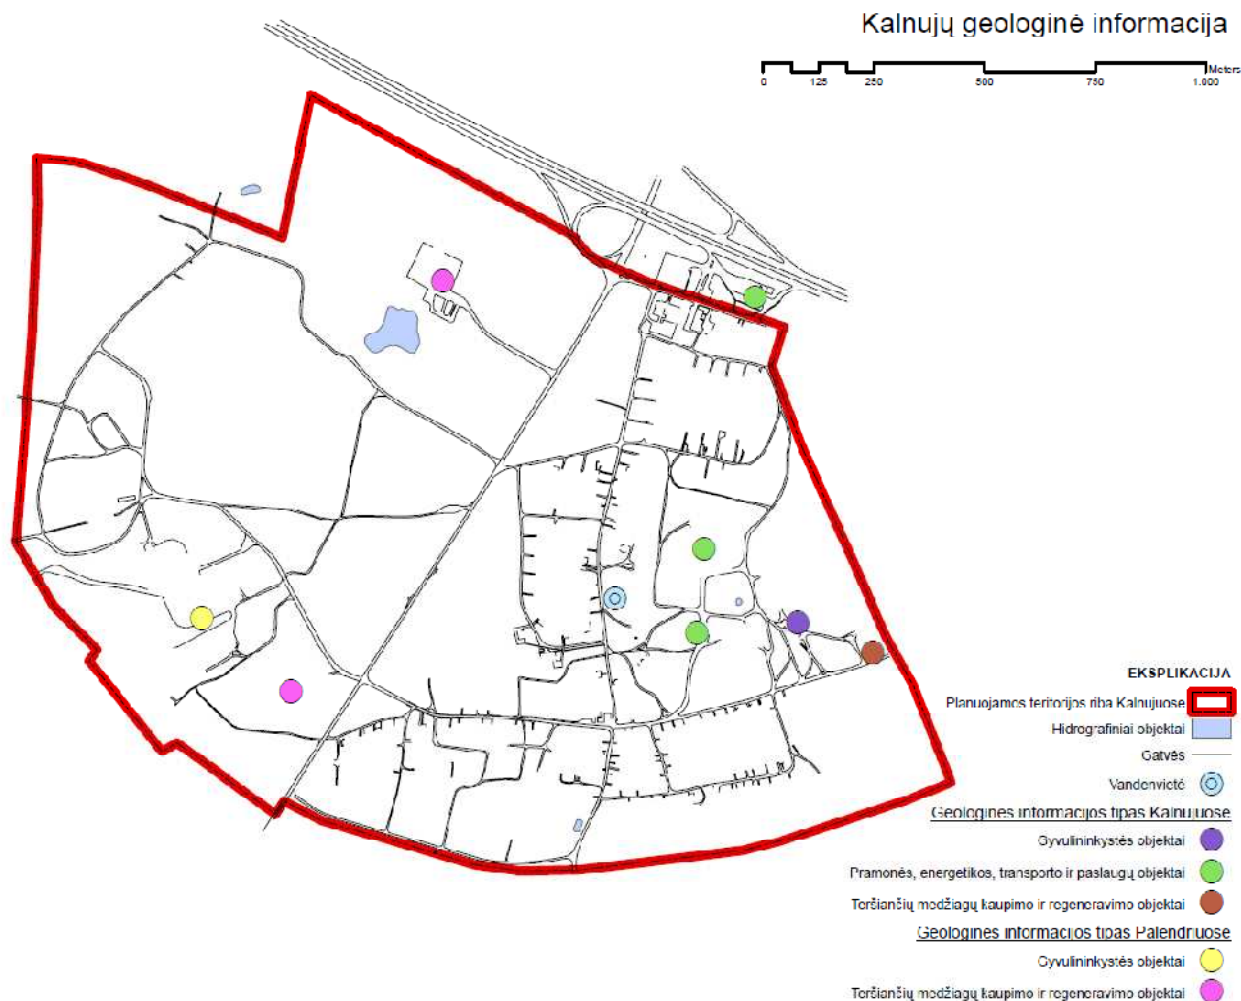 Kalnujų geologinė informacija
0 125 250 500 750 1.000 Meters
EKSPLIKACIJA
Planuojamos teritorijos riba Kalnujuose
Hidrografiniai objektai
Gatvės
Vandenvietė
Geologinės informacijos tipas Kalnujuose
Gyvulininkystės objektai
Pramonės, energetikos, transporto ir paslaugų objektai
Teršiančių medžiagų kaupimo ir regeneravimo objektai
Geologinės informacijos tipas Palendriuose
Gyvulininkystės objektai
Teršiančių medžiagų kaupimo ir regeneravimo objektai